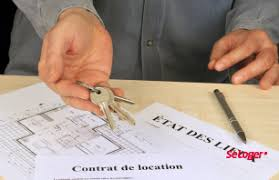 ÉTAT DES LIEUX
SeLoger
Contrat de location